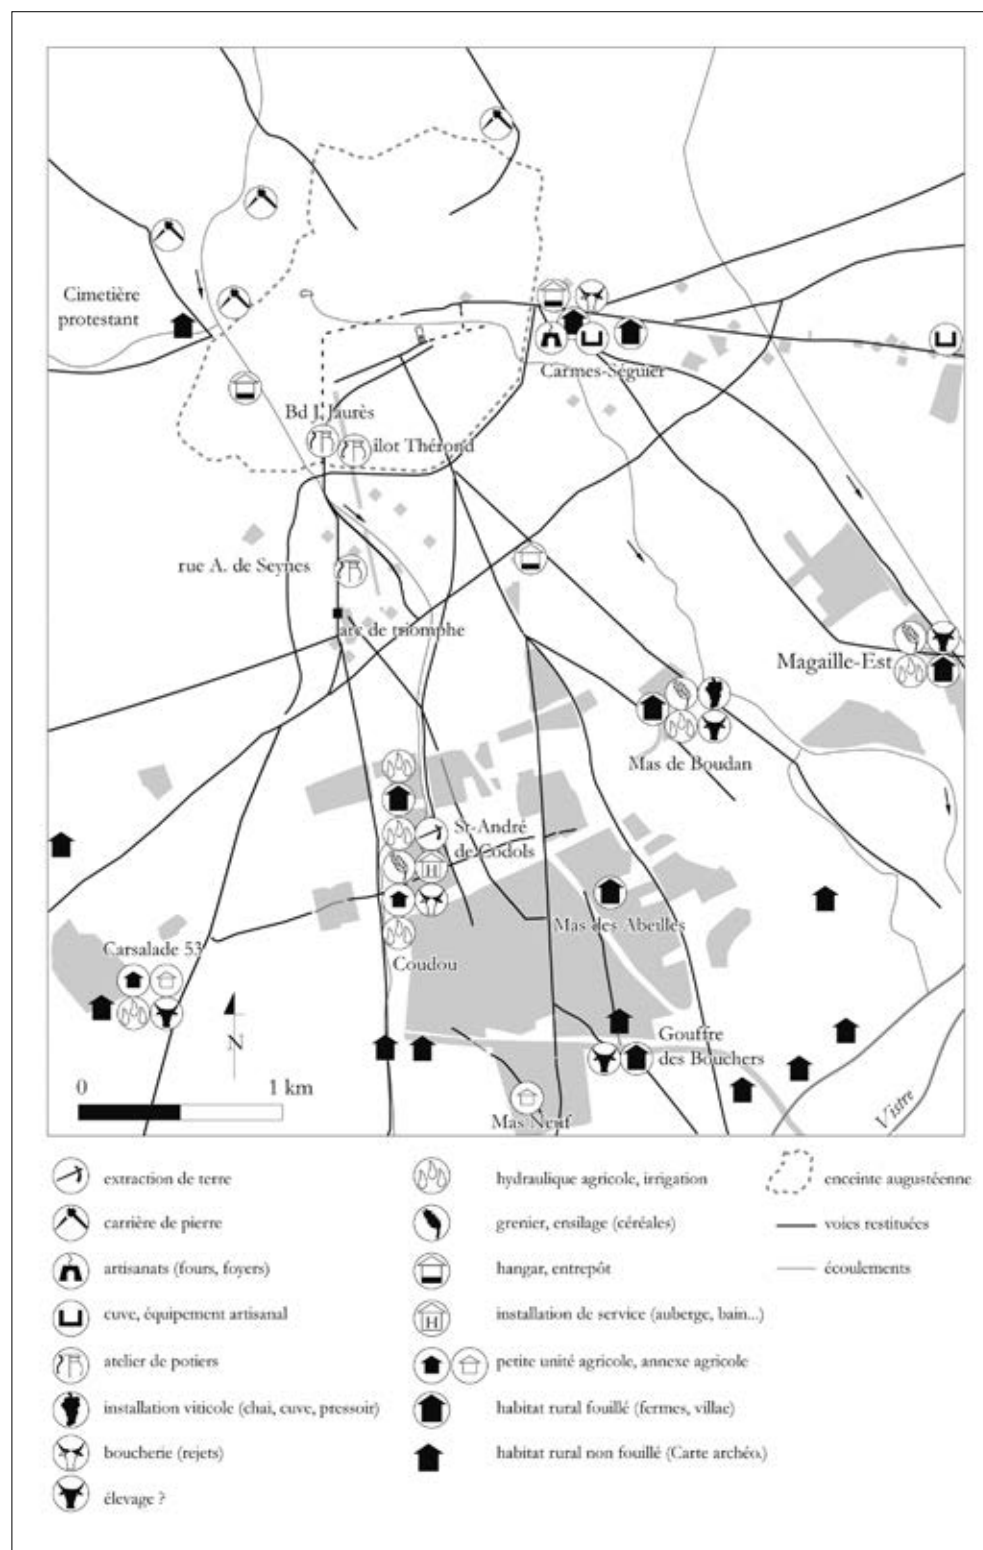 Cimetière
protestant
Carmes-Séguier
Bd J. Jaurès
îlot Thérond
rue A. de Seynes
arc de triomphe
Magaille-Est
Mas de Boudan
St-André
de Codols
Mas des Abeilles
Carsalade 53
Coudou
N
Gouffre
des Bouchers
0 1 km
Mas Neuf
Vistre
H
extraction de terre
carrière de pierre
artisanats (fours, foyers)
cuve, équipement artisanal
atelier de potiers
installation viticole (chai, cuve, pressoir)
boucherie (rejets)
élevage ?
hydraulique agricole, irrigation
grenier, ensilage (céréales)
hangar, entrepôt
H installation de service (auberge, bain...)
petite unité agricole, annexe agricole
habitat rural fouillé (fermes, villae)
habitat rural non fouillé (Carte archéo.)
enceinte augustéenne
voies restituées
écoulements